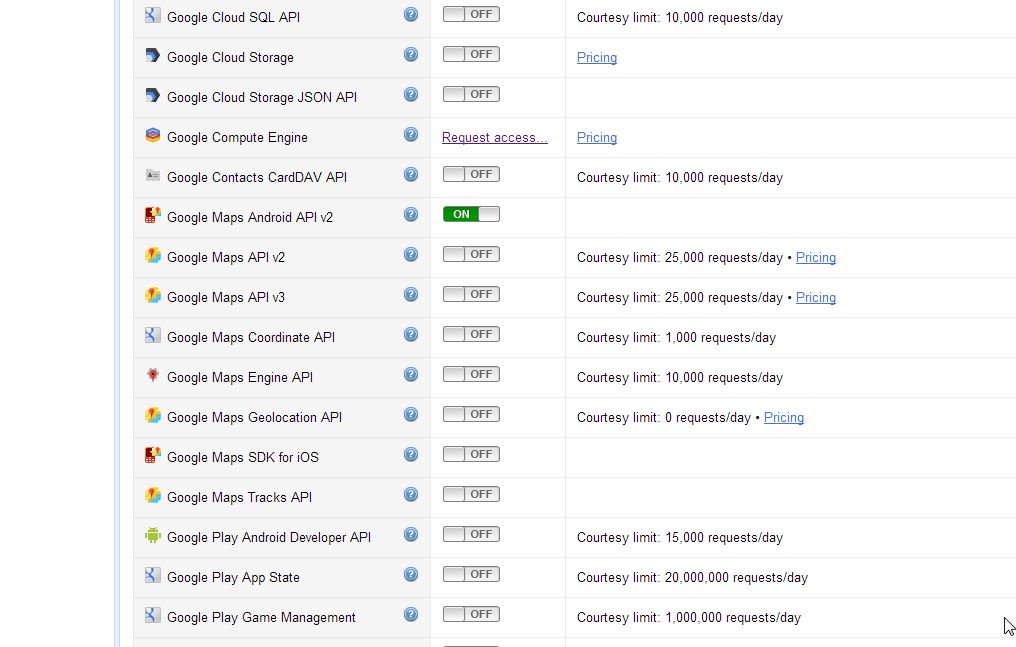 Google Cloud SQL API ? OFF Courtesy limit: 10,000 requests/day
Google Cloud Storage ? OFF Pricing
Google Cloud Storage JSON API ? OFF
Google Compute Engine ? Request access... Pricing
Google Contacts CardDAV API ? OFF Courtesy limit: 10,000 requests/day
Google Maps Android API v2 ? ON
Google Maps API v2 ? OFF Courtesy limit: 25,000 requests/day • Pricing
Google Maps API v3 ? OFF Courtesy limit: 25,000 requests/day • Pricing
Google Maps Coordinate API ? OFF Courtesy limit: 1,000 requests/day
Google Maps Engine API ? OFF Courtesy limit: 10,000 requests/day
Google Maps Geolocation API ? OFF Courtesy limit: 0 requests/day • Pricing
Google Maps SDK for iOS ? OFF
Google Maps Tracks API ? OFF
Google Play Android Developer API ? OFF Courtesy limit: 15,000 requests/day
Google Play App State ? OFF Courtesy limit: 20,000,000 requests/day
Google Play Game Management ? OFF Courtesy limit: 1,000,000 requests/day